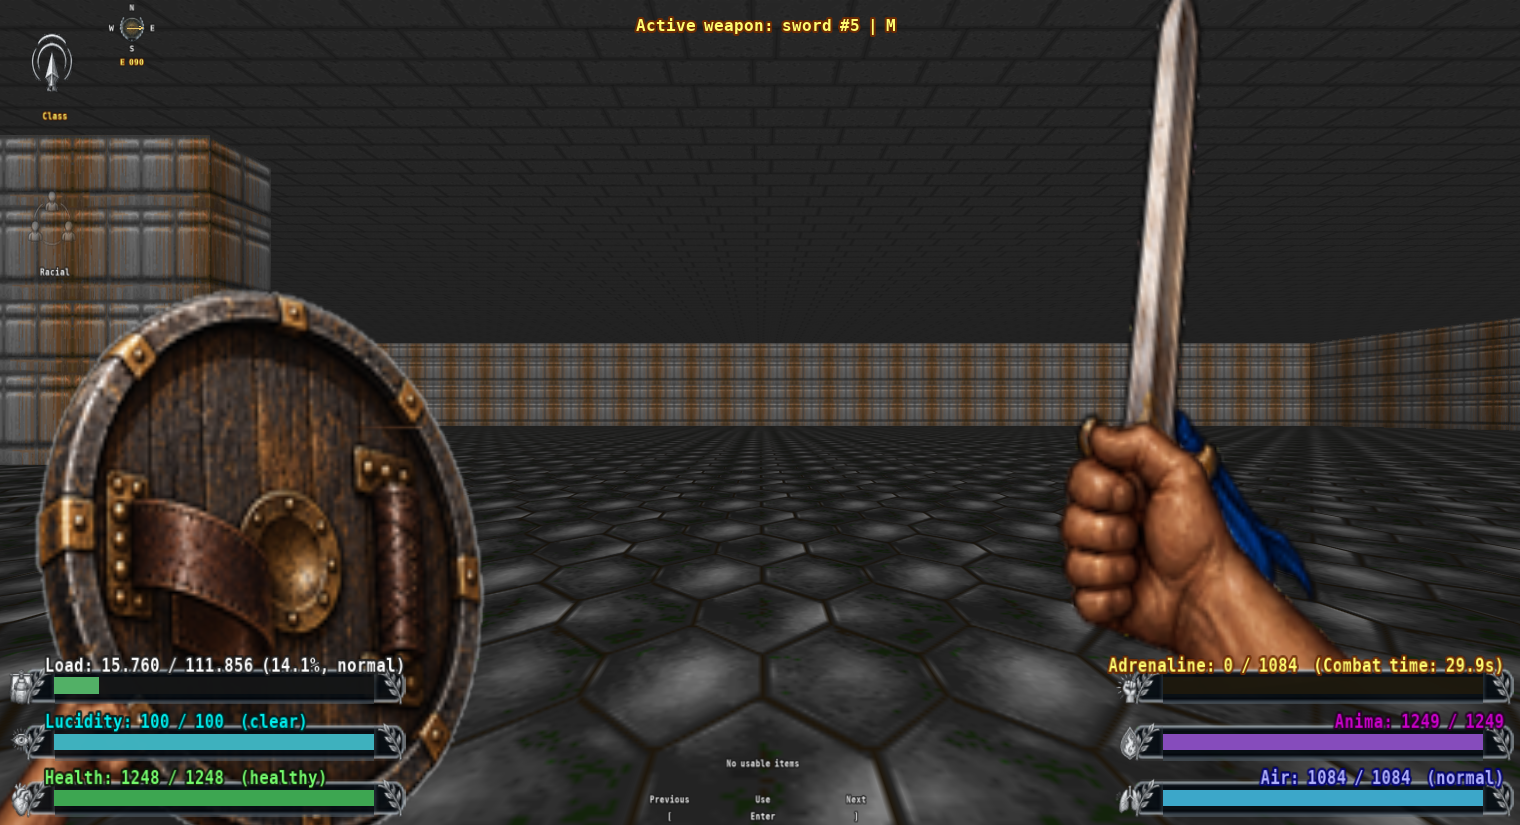 Active weapon: sword #5 | M
N
W E
S
E 090
Class
Racial
Load: 15.760 / 111.856 (14.1%, normal)
Lucidity: 100 / 100 (clear)
Health: 1248 / 1248 (healthy)
Adrenaline: 0 / 1084 (Combat time: 29.9s)
Anima: 1249 / 1249
Air: 1084 / 1084 (normal)
No usable items
Previous Use Next
[ Enter ]